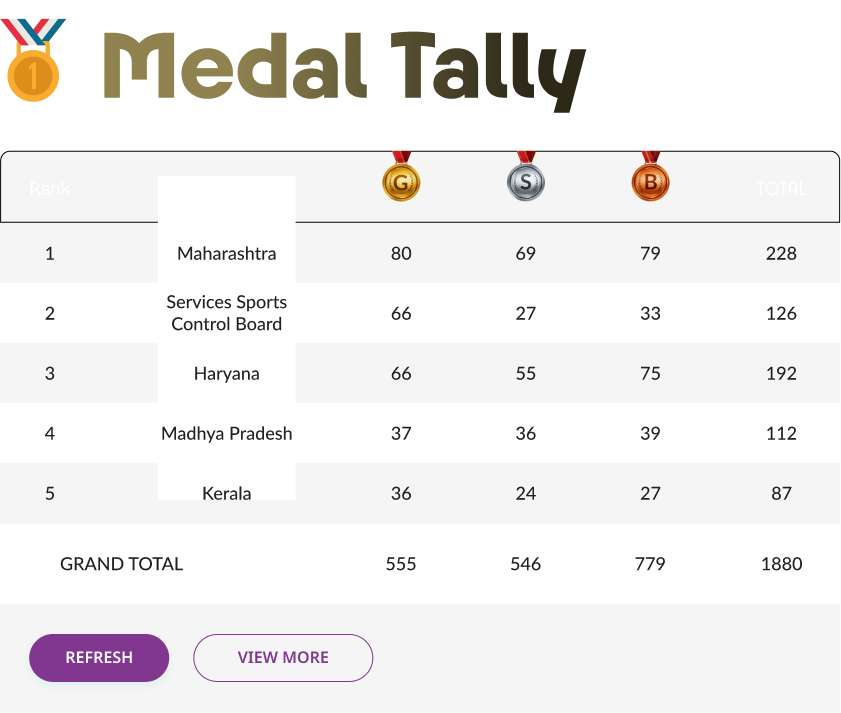 1
Medal Tally
Rank G S B TOTAL
1 Maharashtra 80 69 79 228
2 Services Sports
Control Board 66 27 33 126
3 Haryana 66 55 75 192
4 Madhya Pradesh 37 36 39 112
5 Kerala 36 24 27 87
GRAND TOTAL 555 546 779 1880
REFRESH VIEW MORE